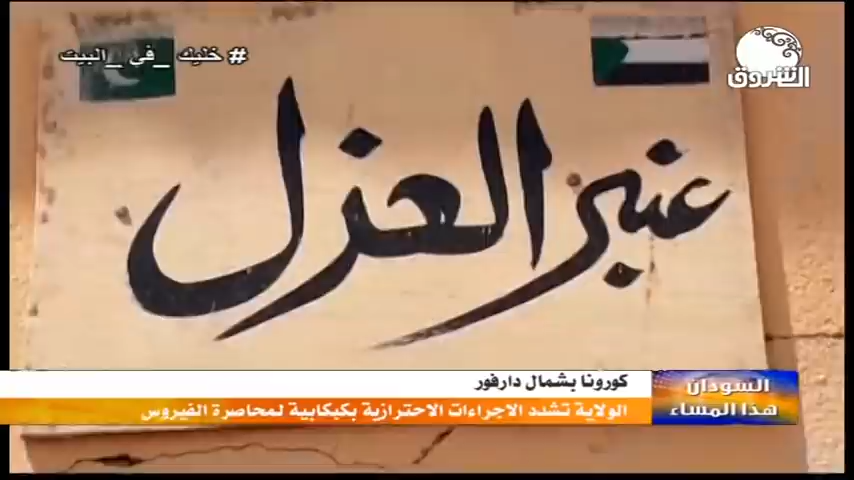 #خليك_في_البيت
الشروق
عنبر العزل
كورونا بشمال دارفور
السودان
هذا المساء
الولاية تشدد الاجراءات الاحترازية بكبكابية لمحاصرة الفيروس